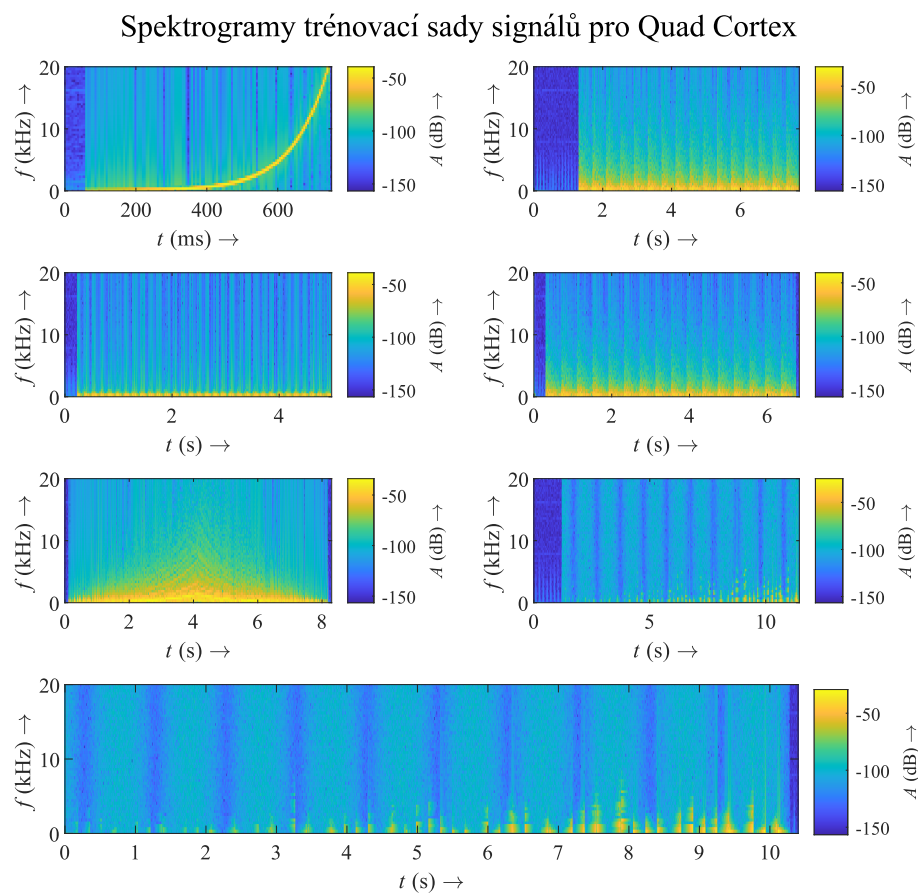 Spektrogramy trénovací sady signálů pro Quad Cortex
20
10
0
f (kHz) →
0 200 400 600
t (ms) →
-50
-100
-150
A (dB) →
20
10
0
f (kHz) →
2 4 6
0
t (s) →
-50
-100
-150
A (dB) →
20
10
0
f (kHz) →
0 2 4
t (s) →
-50
-100
-150
A (dB) →
20
10
0
f (kHz) →
0 2 4 6
t (s) →
-50
-100
-150
A (dB) →
20
10
0
f (kHz) →
0 2 4 6 8
t (s) →
-50
-100
-150
A (dB) →
20
10
0
f (kHz) →
0 5 10
t (s) →
-50
-100
-150
A (dB) →
20
10
0
f (kHz) →
0 1 2 3 4 5 6 7 8 9 10
t (s) →
-50
-100
-150
A (dB) →